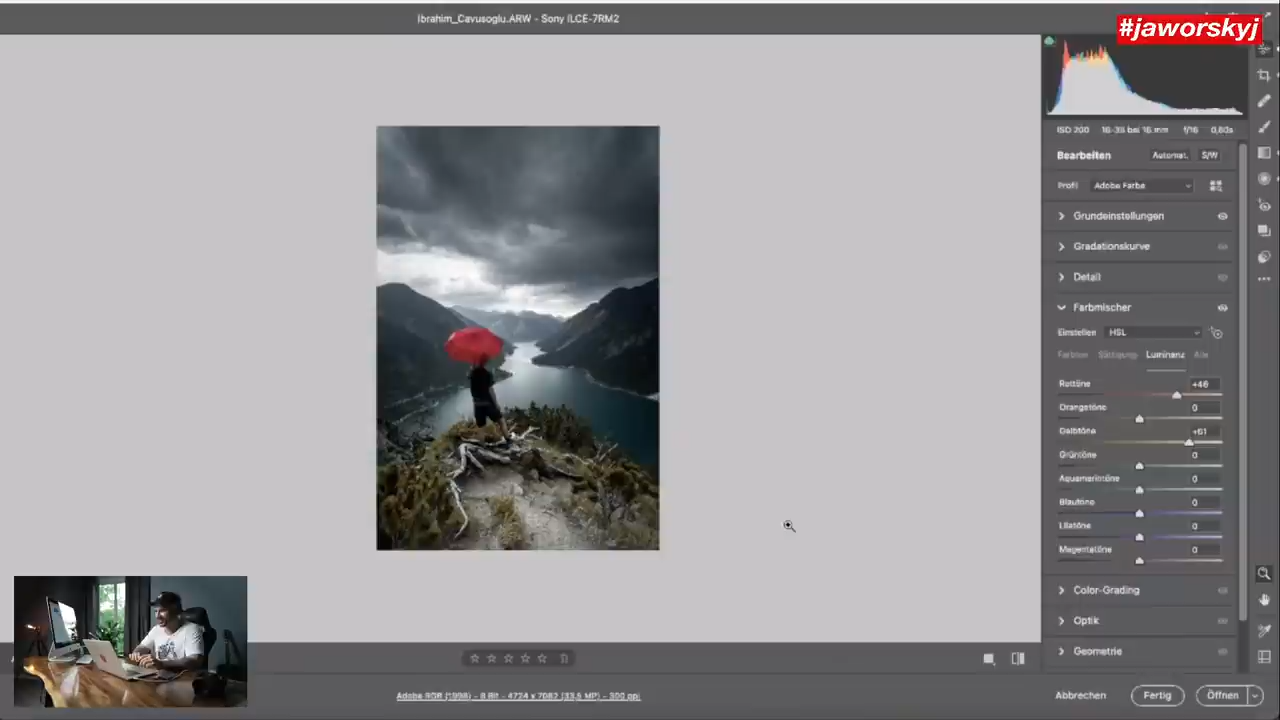 Ibrahim_Cavusoglu.ARW - Sony ILCE-7RM2
#jaworskyj
ISO 200 16-35 bei 16 mm f/16 0,60s
Bearbeiten Automat. S/W
Profil Adobe Farbe
Grundeinstellungen
Gradationskurve
Detail
Farbmischer
Einstellen HSL
Farbton Sättigung Luminanz Alle
Rottöne +46
Orangetöne 0
Gelbtöne +61
Grüntöne 0
Aquamarintöne 0
Blautöne 0
Lilatöne 0
Magentatöne 0
Color-Grading
Optik
Geometrie
Adobe RGB (1998) - 8 Bit - 4724 x 7082 (33,5 MP) - 300 ppi
Abbrechen Fertig Öffnen